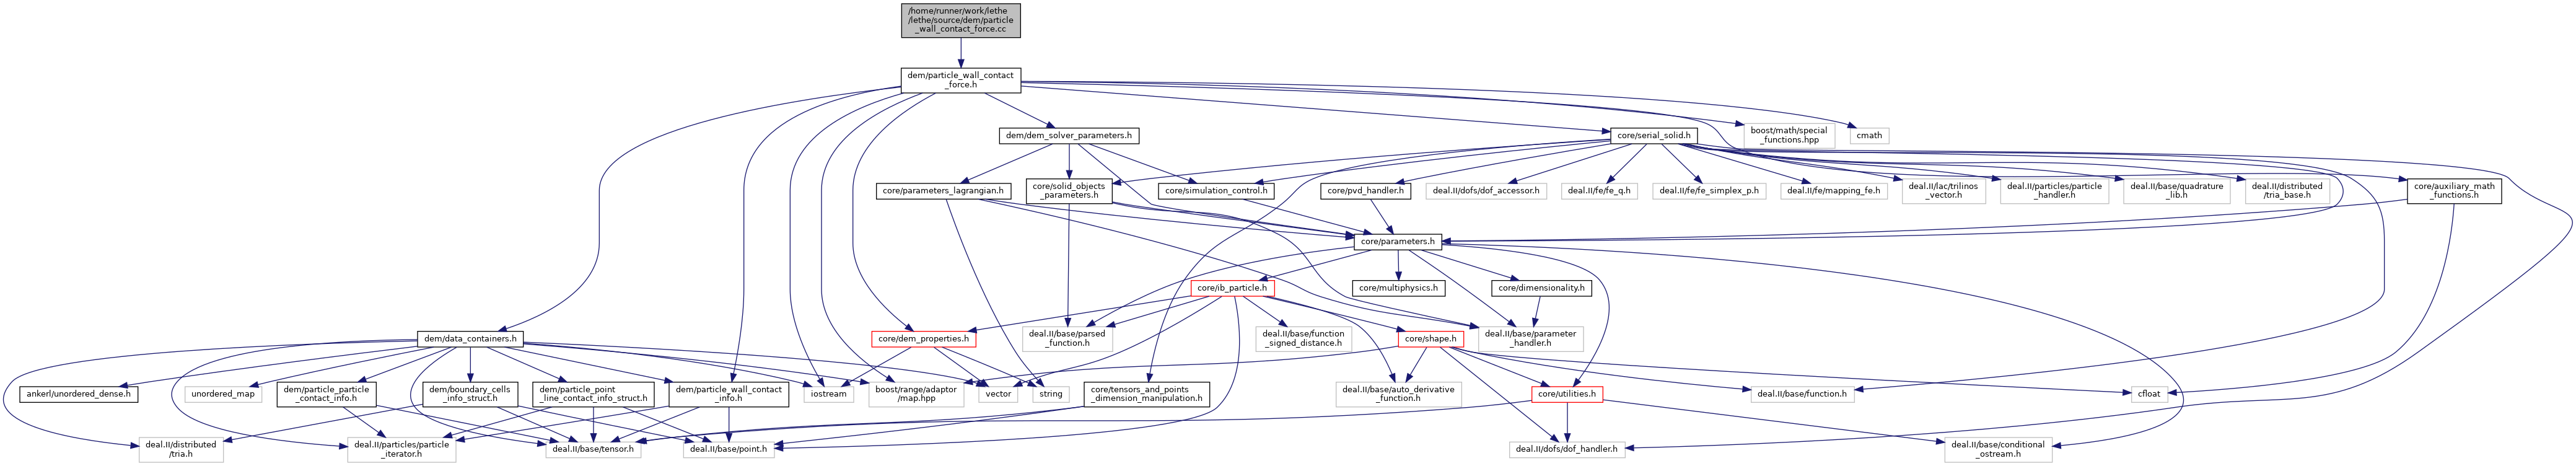 /home/runner/work/lethe
/lethe/source/dem/particle
_wall_contact_force.cc
dem/particle_wall_contact
_force.h
dem/dem_solver_parameters.h
core/serial_solid.h
boost/math/special
_functions.hpp
cmath
core/parameters_lagrangian.h
core/solid_objects
_parameters.h
core/simulation_control.h
core/pvd_handler.h
deal.II/dofs/dof_accessor.h
deal.II/fe/fe_q.h
deal.II/fe/fe_simplex_p.h
deal.II/fe/mapping_fe.h
deal.II/lac/trilinos
_vector.h
deal.II/particles/particle
_handler.h
deal.II/base/quadrature
_lib.h
deal.II/distributed
/tria_base.h
core/auxiliary_math
_functions.h
core/parameters.h
core/ib_particle.h
core/multiphysics.h
core/dimensionality.h
dem/data_containers.h
core/dem_properties.h
deal.II/base/parsed
_function.h
deal.II/base/function
_signed_distance.h
core/shape.h
deal.II/base/parameter
_handler.h
ankerl/unordered_dense.h
unordered_map
dem/particle_particle
_contact_info.h
dem/boundary_cells
_info_struct.h
dem/particle_point
_line_contact_info_struct.h
dem/particle_wall_contact
_info.h
iostream
boost/range/adaptor
/map.hpp
vector
string
core/tensors_and_points
_dimension_manipulation.h
deal.II/base/auto_derivative
_function.h
core/utilities.h
deal.II/base/function.h
cfloat
deal.II/distributed
/tria.h
deal.II/particles/particle
_iterator.h
deal.II/base/tensor.h
deal.II/base/point.h
deal.II/dofs/dof_handler.h
deal.II/base/conditional
_ostream.h